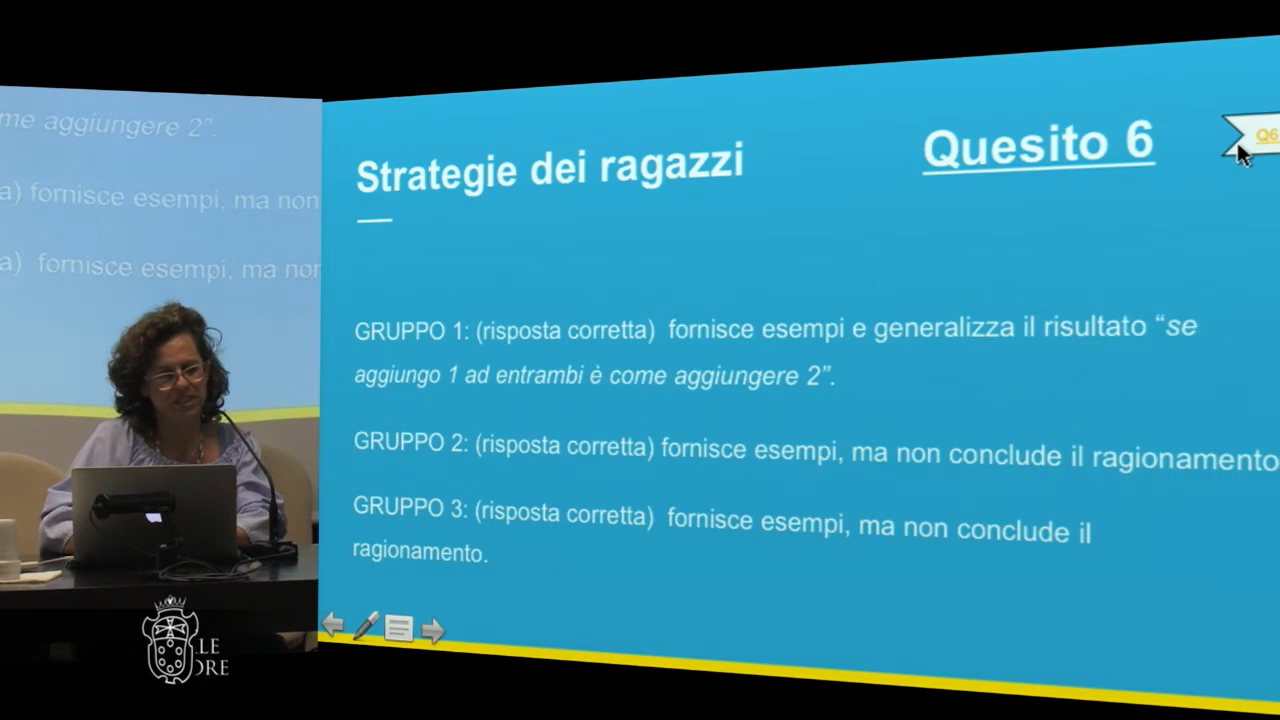 me aggiungere 2”.
a) fornisce esempi, ma non
a) fornisce esempi, ma non
Strategie dei ragazzi
Quesito 6
Q6
GRUPPO 1: (risposta corretta) fornisce esempi e generalizza il risultato “se
aggiungo 1 ad entrambi è come aggiungere 2”.
GRUPPO 2: (risposta corretta) fornisce esempi, ma non conclude il ragionamento
GRUPPO 3: (risposta corretta) fornisce esempi, ma non conclude il
ragionamento.
LE
ORE